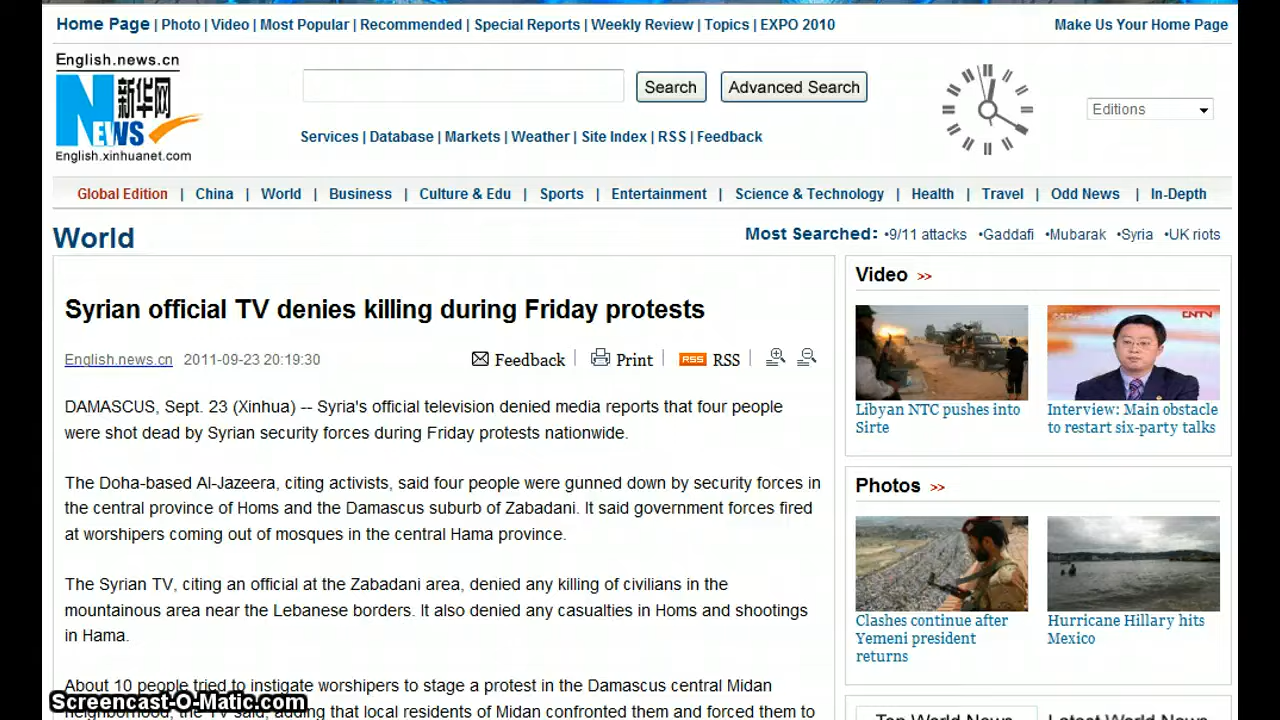 Home Page | Photo | Video | Most Popular | Recommended | Special Reports | Weekly Review | Topics | EXPO 2010
Make Us Your Home Page
English.news.cn
新华网
NEWS
English.xinhuanet.com
Search
Advanced Search
Editions
Services | Database | Markets | Weather | Site Index | RSS | Feedback
Global Edition | China | World | Business | Culture & Edu | Sports | Entertainment | Science & Technology | Health | Travel | Odd News | In-Depth
World
Most Searched: •9/11 attacks •Gaddafi •Mubarak •Syria •UK riots
Syrian official TV denies killing during Friday protests
English.news.cn 2011-09-23 20:19:30
Feedback | Print | RSS RSS |
DAMASCUS, Sept. 23 (Xinhua) -- Syria's official television denied media reports that four people
were shot dead by Syrian security forces during Friday protests nationwide.
The Doha-based Al-Jazeera, citing activists, said four people were gunned down by security forces in
the central province of Homs and the Damascus suburb of Zabadani. It said government forces fired
at worshipers coming out of mosques in the central Hama province.
The Syrian TV, citing an official at the Zabadani area, denied any killing of civilians in the
mountainous area near the Lebanese borders. It also denied any casualties in Homs and shootings
in Hama.
About 10 people tried to instigate worshipers to stage a protest in the Damascus central Midan
neighborhood, the TV said, adding that local residents of Midan confronted them and forced them to
Screencast-O-Matic.com
Video >>
CNTV
Libyan NTC pushes into
Sirte
Interview: Main obstacle
to restart six-party talks
Photos >>
Clashes continue after
Yemeni president
returns
Hurricane Hillary hits
Mexico
Top World News
Latest World News